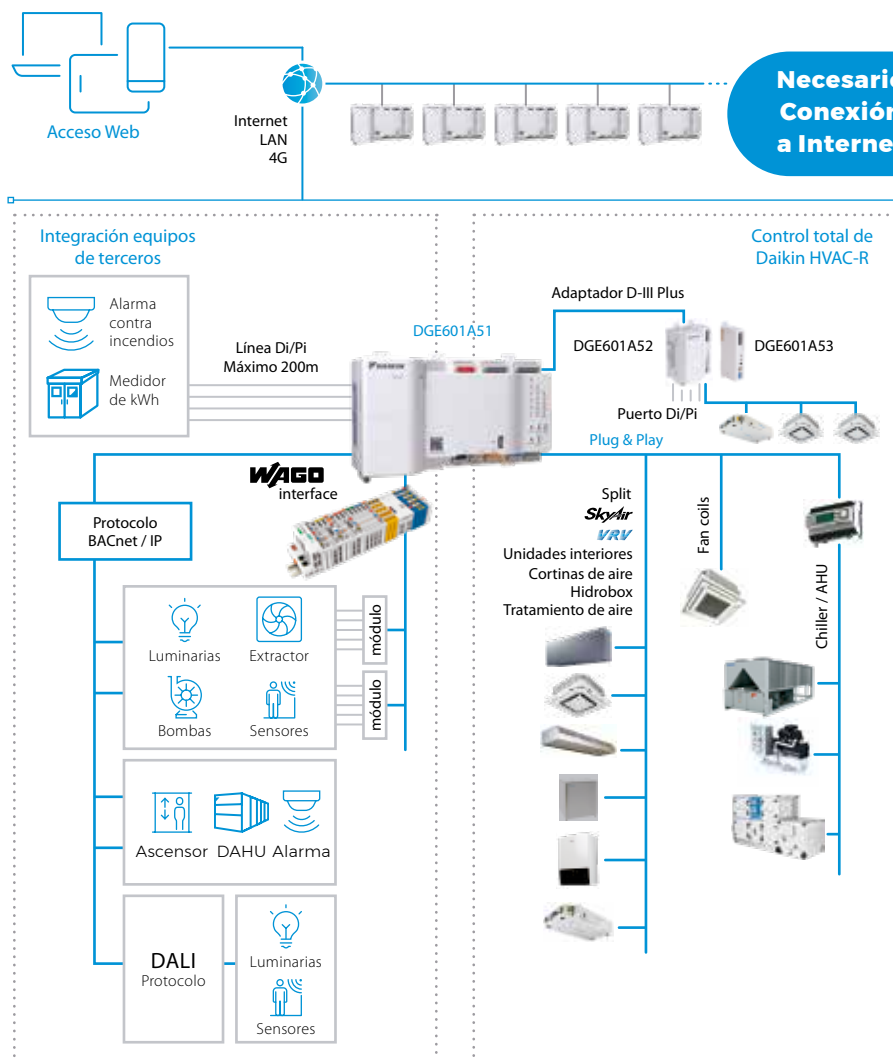 Acceso Web
Internet
LAN
4G
Necesario
Conexión
a Interne
Integración equipos
de terceros
Alarma
contra
incendios
Medidor
de kWh
Línea Di/Pi
Máximo 200m
DGE601A51
Control total de
Daikin HVAC-R
Adaptador D-III Plus
DGE601A52
DGE601A53
Puerto Di/Pi
Plug & Play
WAGO
interface
Protocolo
BACnet / IP
Luminarias
Extractor
módulo
Bombas
Sensores
módulo
Ascensor
DAHU
Alarma
DALI
Protocolo
Luminarias
Sensores
Split
SkyAir
VRV
Unidades interiores
Cortinas de aire
Hidrobox
Tratamiento de aire
Fan coils
Chiller / AHU